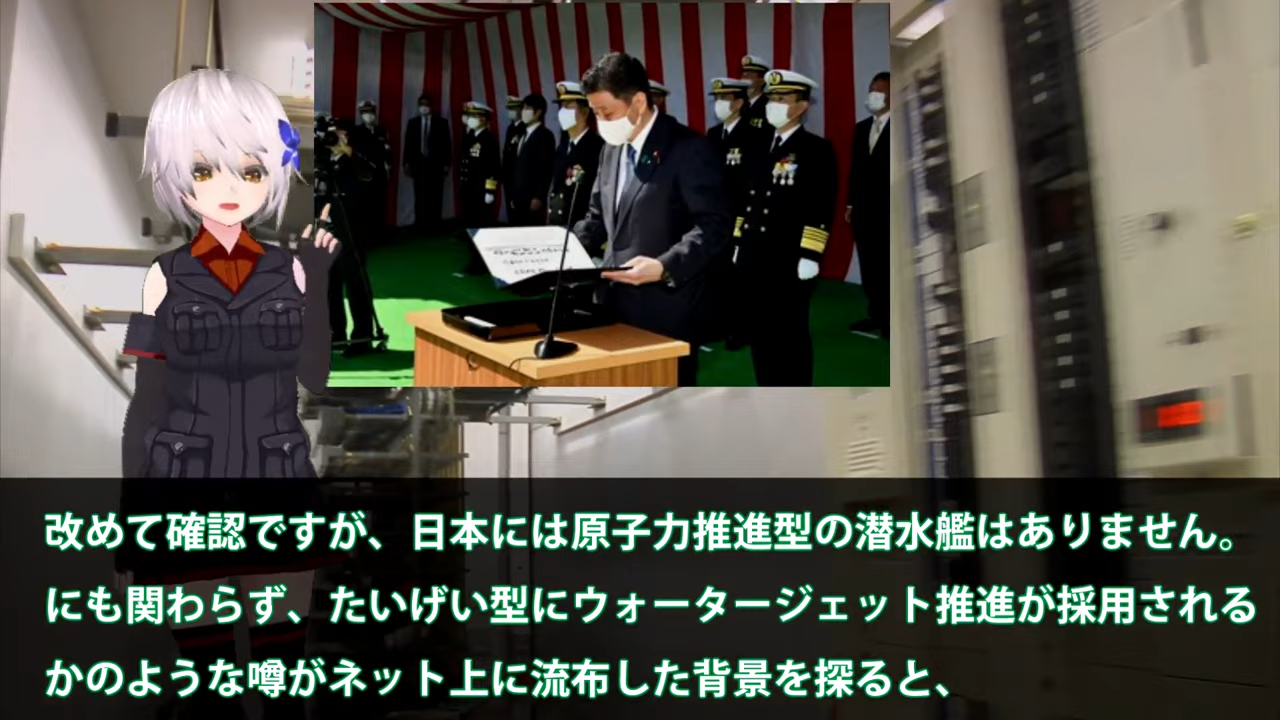 改めて確認ですが、日本には原子力推進型の潜水艦はありません。
にも関わらず、たいげい型にウォータージェット推進が採用される
かのような噂がネット上に流布した背景を探ると、